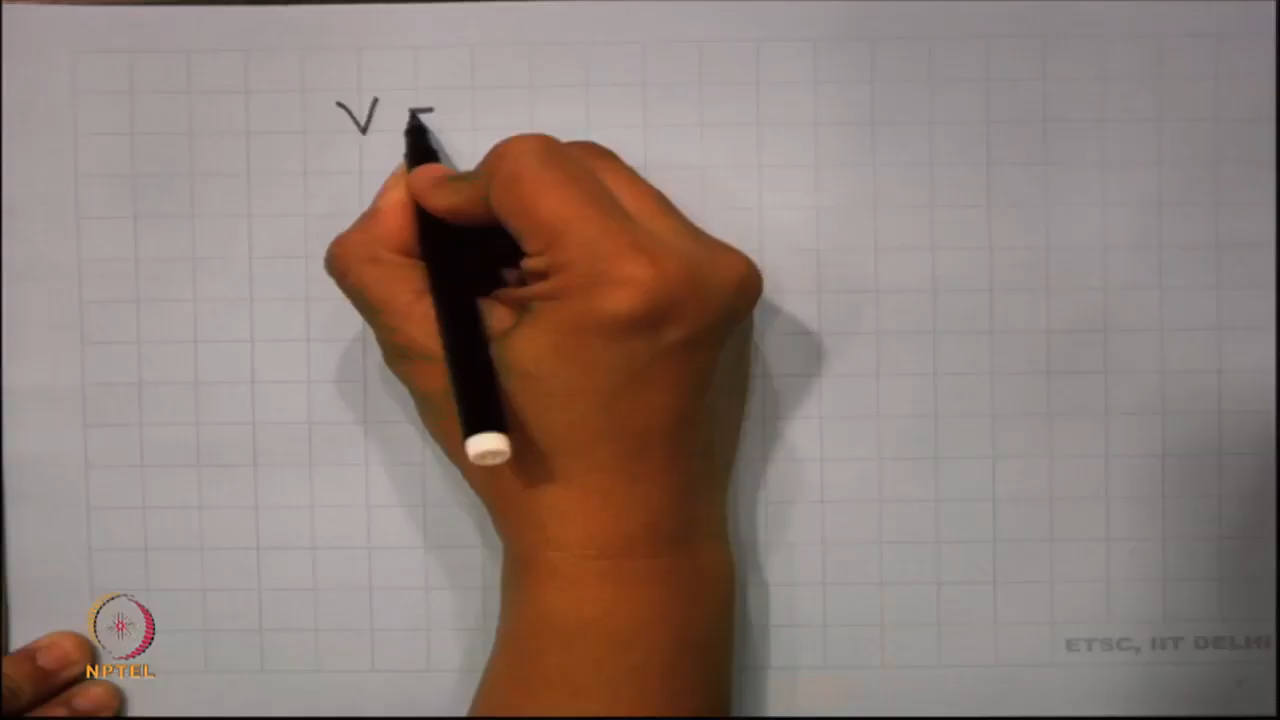 V =
NPTEL
ETSC, IIT DELHI